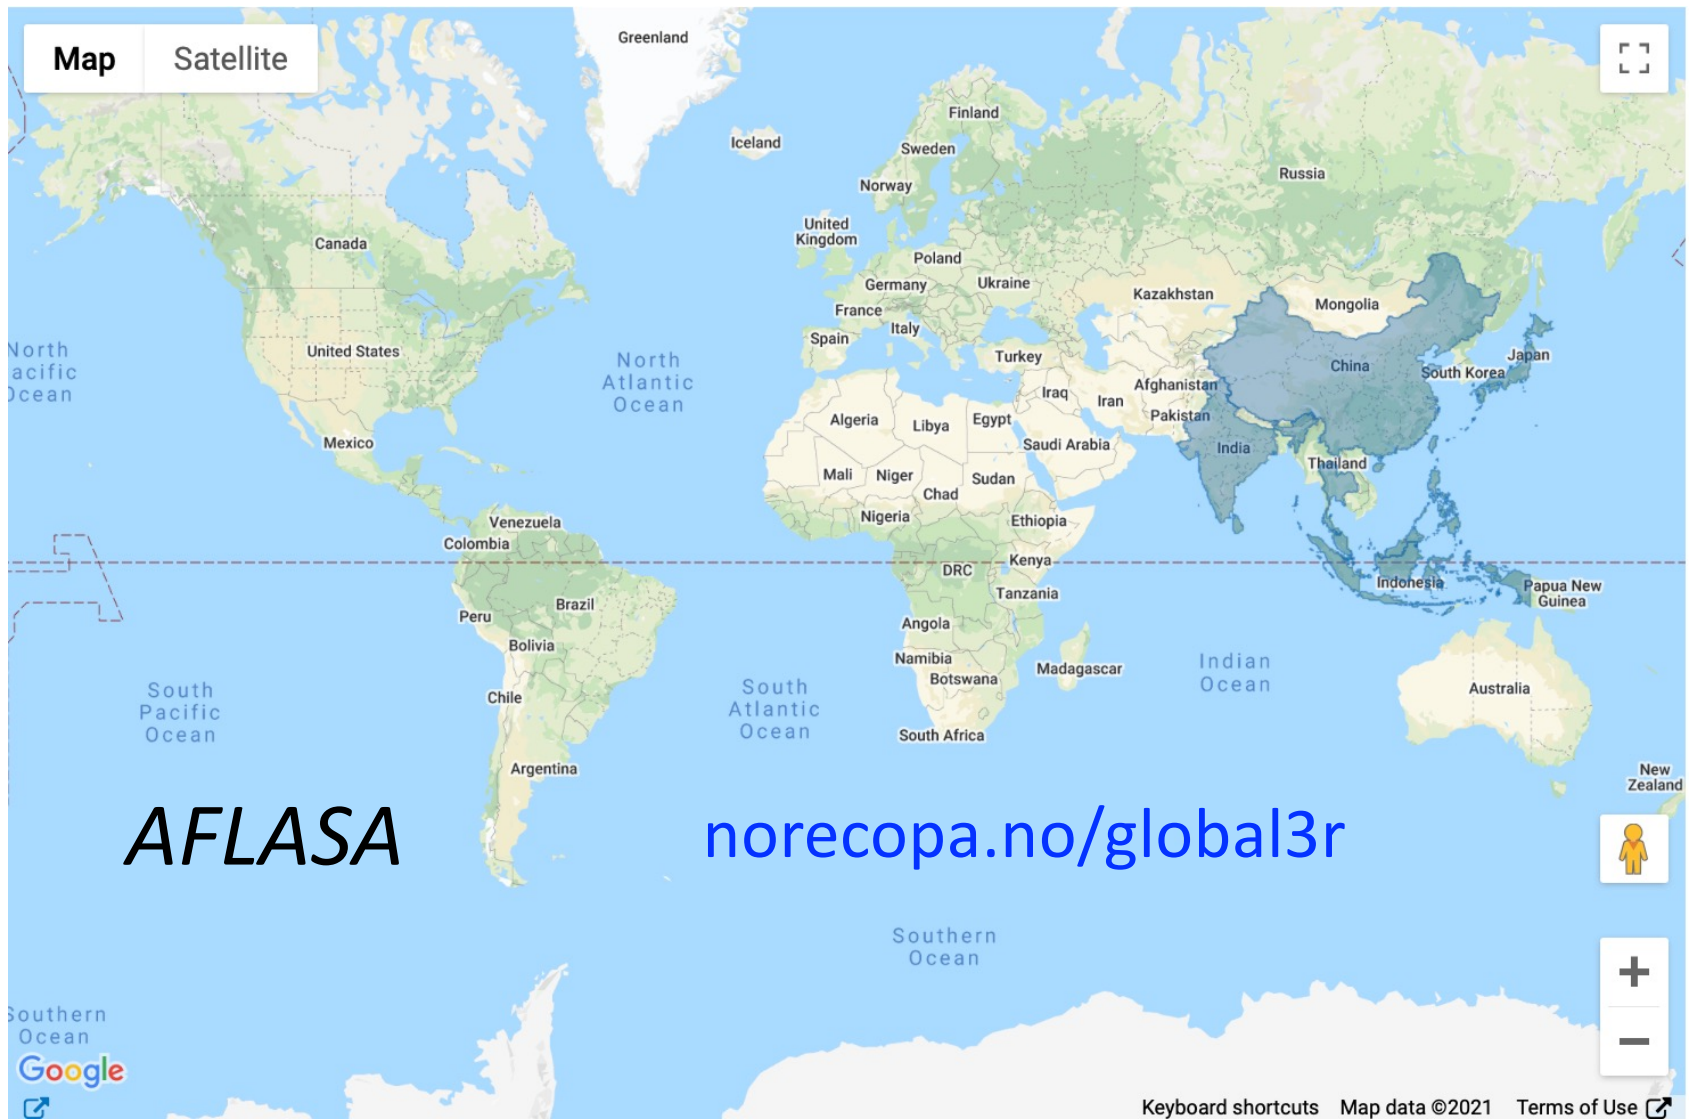 Map
Satellite
Greenland
Iceland
Finland
Sweden
Norway
Russia
United
Kingdom
Canada
Poland
Germany
Ukraine
Kazakhstan
Mongolia
France
Italy
Spain
United States
Turkey
China
Japan
South Korea
North
acific
Ocean
North
Atlantic
Ocean
Iraq
Iran
Afghanistan
Pakistan
Algeria
Libya
Egypt
Saudi Arabia
India
Mexico
Mali
Niger
Chad
Sudan
Thailand
Nigeria
Ethiopia
Venezuela
Colombia
DRC
Kenya
Tanzania
Indonesia
Papua New
Guinea
Peru
Brazil
Bolivia
Angola
Namibia
Botswana
Madagascar
Indian
Ocean
Australia
South
Pacific
Ocean
Chile
South
Atlantic
Ocean
South Africa
Argentina
New
Zealand
AFLASA
norecopa.no/global3r
Southern
Ocean
Southern
Ocean
Google
Keyboard shortcuts Map data ©2021 Terms of Use